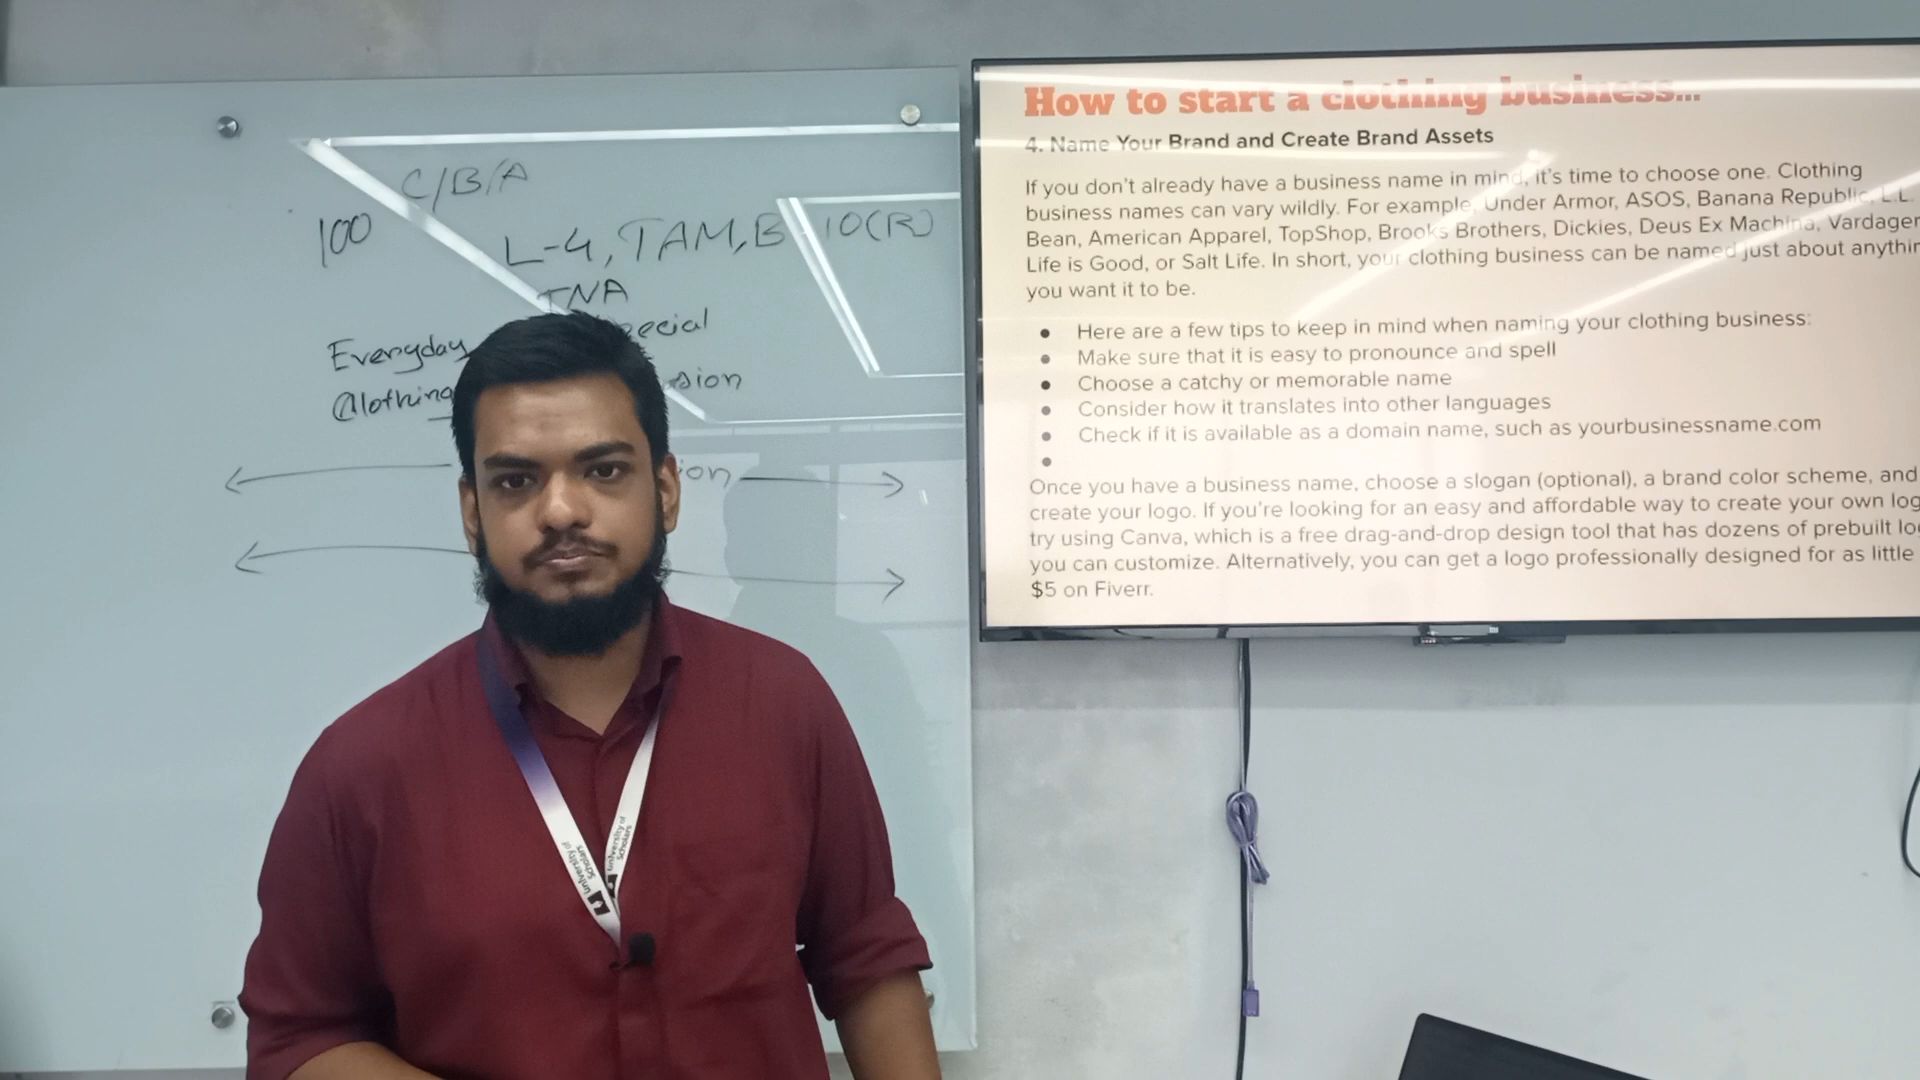 C/B/A
100
L-4, TAM, B 10(R)
TNA
Everyday
Clothing
How to start a clothing business...
4. Name Your Brand and Create Brand Assets
If you don't already have a business name in mind, it's time to choose one. Clothing
business names can vary wildly. For example, Under Armor, ASOS, Banana Republic, L.L.
Bean, American Apparel, TopShop, Brooks Brothers, Dickies, Deus Ex Machina, Vardagen
Life is Good, or Salt Life. In short, your clothing business can be named just about
you want it to be.
• Here are a few tips to keep in mind when naming your clothing business:
• Make sure that it is easy to pronounce and spell
• Choose a catchy or memorable name
• Consider how it translates into other languages
• Check if it is available as a domain name, such as yourbusinessname.com
•
Once you have a business name, choose a slogan (optional), a brand color scheme, and
create your logo. If you're looking for an easy and affordable way to create your own
try using Canva, which is a free drag-and-drop design tool that has dozens of prebuilt
you can customize. Alternatively, you can get a logo professionally designed for as little
$5 on Fiverr.
University of
Scholars
University of
Scholars